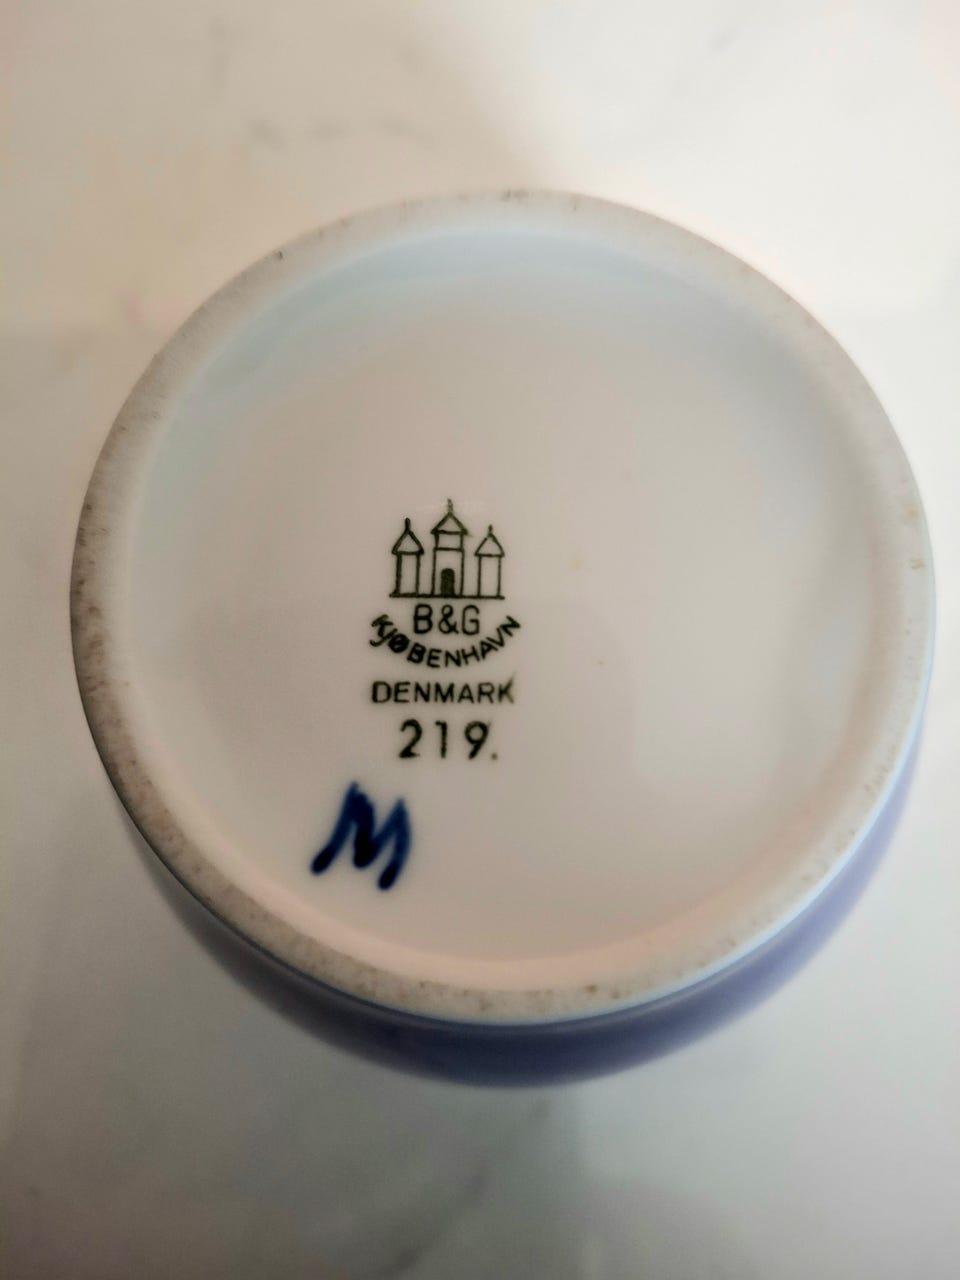 B&G
KJØBENHAVN
DENMARK
219.
M